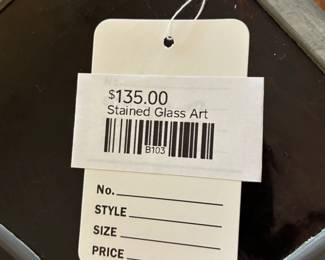 $135.00
Stained Glass Art
B103
No.
STYLE
SIZE
PRICE